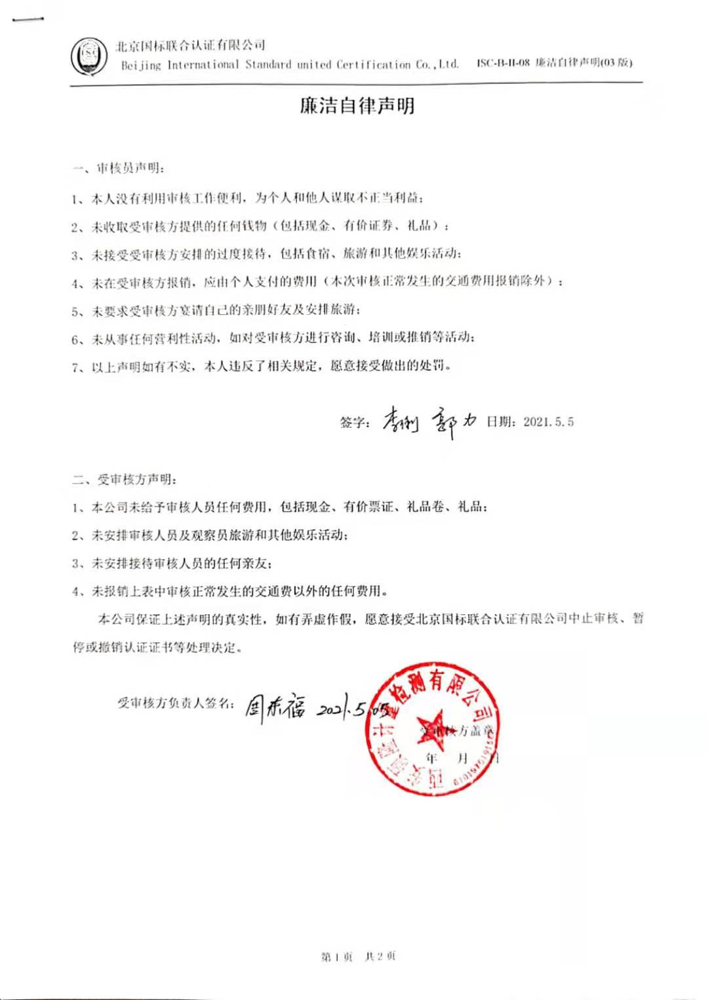 北京国标联合认证有限公司
Beijing International Standard united Certification Co.,Ltd. ISC-B-II-08 廉洁自律声明(03版)
廉洁自律声明
一、审核员声明：
1、本人没有利用审核工作便利，为个人和他人谋取不正当利益；
2、未收取受审核方提供的任何钱物（包括现金、有价证券、礼品）；
3、未接受受审核方安排的过度接待，包括食宿、旅游和其他娱乐活动；
4、未在受审核方报销，应由个人支付的费用（本次审核正常发生的交通费用报销除外）；
5、未要求受审核方宴请自己的亲朋好友及安排旅游；
6、未从事任何营利性活动，如对受审核方进行咨询、培训或推销等活动；
7、以上声明如有不实，本人违反了相关规定，愿意接受做出的处罚。
签字：李俐 郭力 日期：2021.5.5
二、受审核方声明：
1、本公司未给予审核人员任何费用，包括现金、有价票证、礼品卷、礼品；
2、未安排审核人员及观察员旅游和其他娱乐活动；
3、未安排接待审核人员的任何亲友；
4、未报销上表中审核正常发生的交通费以外的任何费用。
本公司保证上述声明的真实性，如有弄虚作假，愿意接受北京国标联合认证有限公司中止审核、暂
停或撤销认证证书等处理决定。
受审核方负责人签名：周东福 2021.5.05
受审核方盖章
年 月 日
计量检测有限公司
第1页 共2页